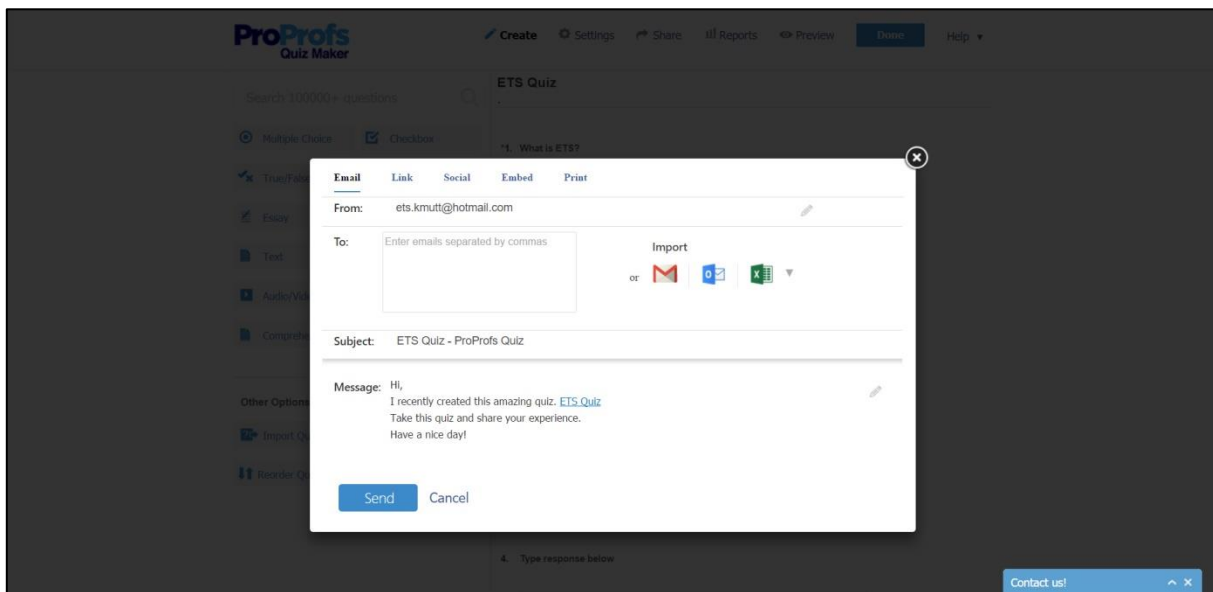 ProProfs
Quiz Maker
Create Settings Share Reports Preview Done Help
Search 100000+ questions
ETS Quiz
Multiple Choice Checkbox
*1. What is ETS?
True/False
Essay
Text
Audio/Vid
Comprehe
Other Options
Import Qu
Reorder Qu
Email Link Social Embed Print
From: ets.kmutt@hotmail.com
To: Enter emails separated by commas
Import
or
Subject: ETS Quiz - ProProfs Quiz
Message: Hi,
I recently created this amazing quiz. ETS Quiz
Take this quiz and share your experience.
Have a nice day!
Send Cancel
4. Type response below
Contact us!